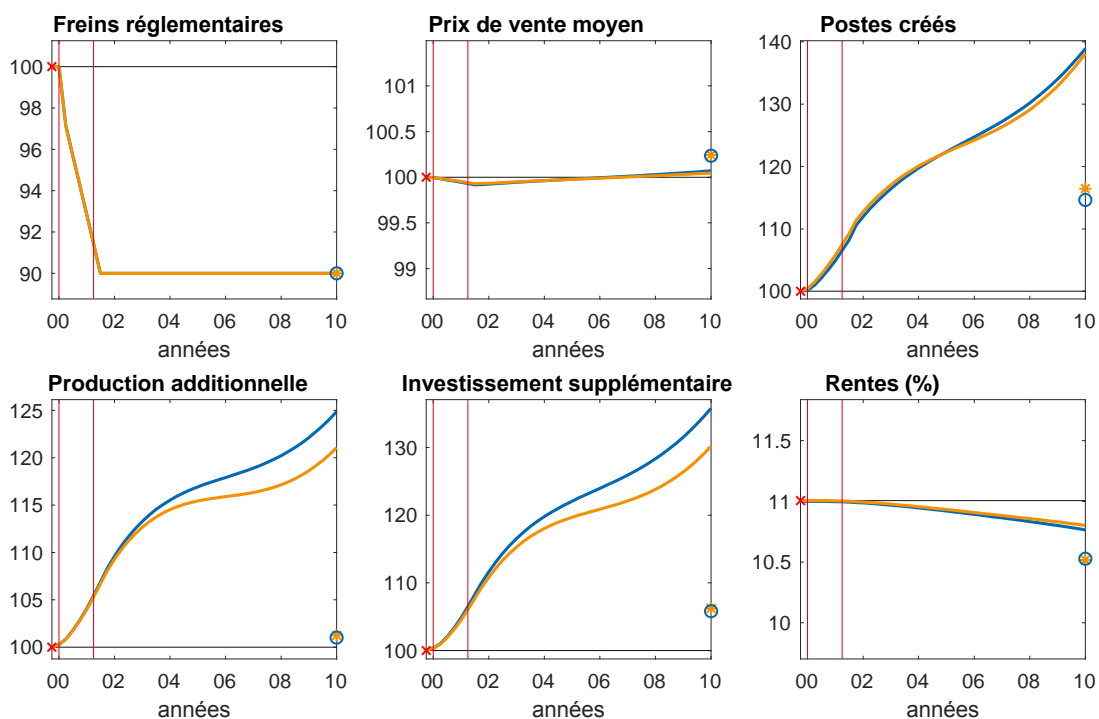 Freins réglementaires
100
98
96
94
92
90
00 02 04 06 08 10
années
Prix de vente moyen
101
100.5
100
99.5
99
00 02 04 06 08 10
années
Postes créés
140
130
120
110
100
00 02 04 06 08 10
années
Production additionnelle
125
120
115
110
105
100
00 02 04 06 08 10
années
Investissement supplémentaire
130
120
110
100
00 02 04 06 08 10
années
Rentes (%)
11.5
11
10.5
10
00 02 04 06 08 10
années